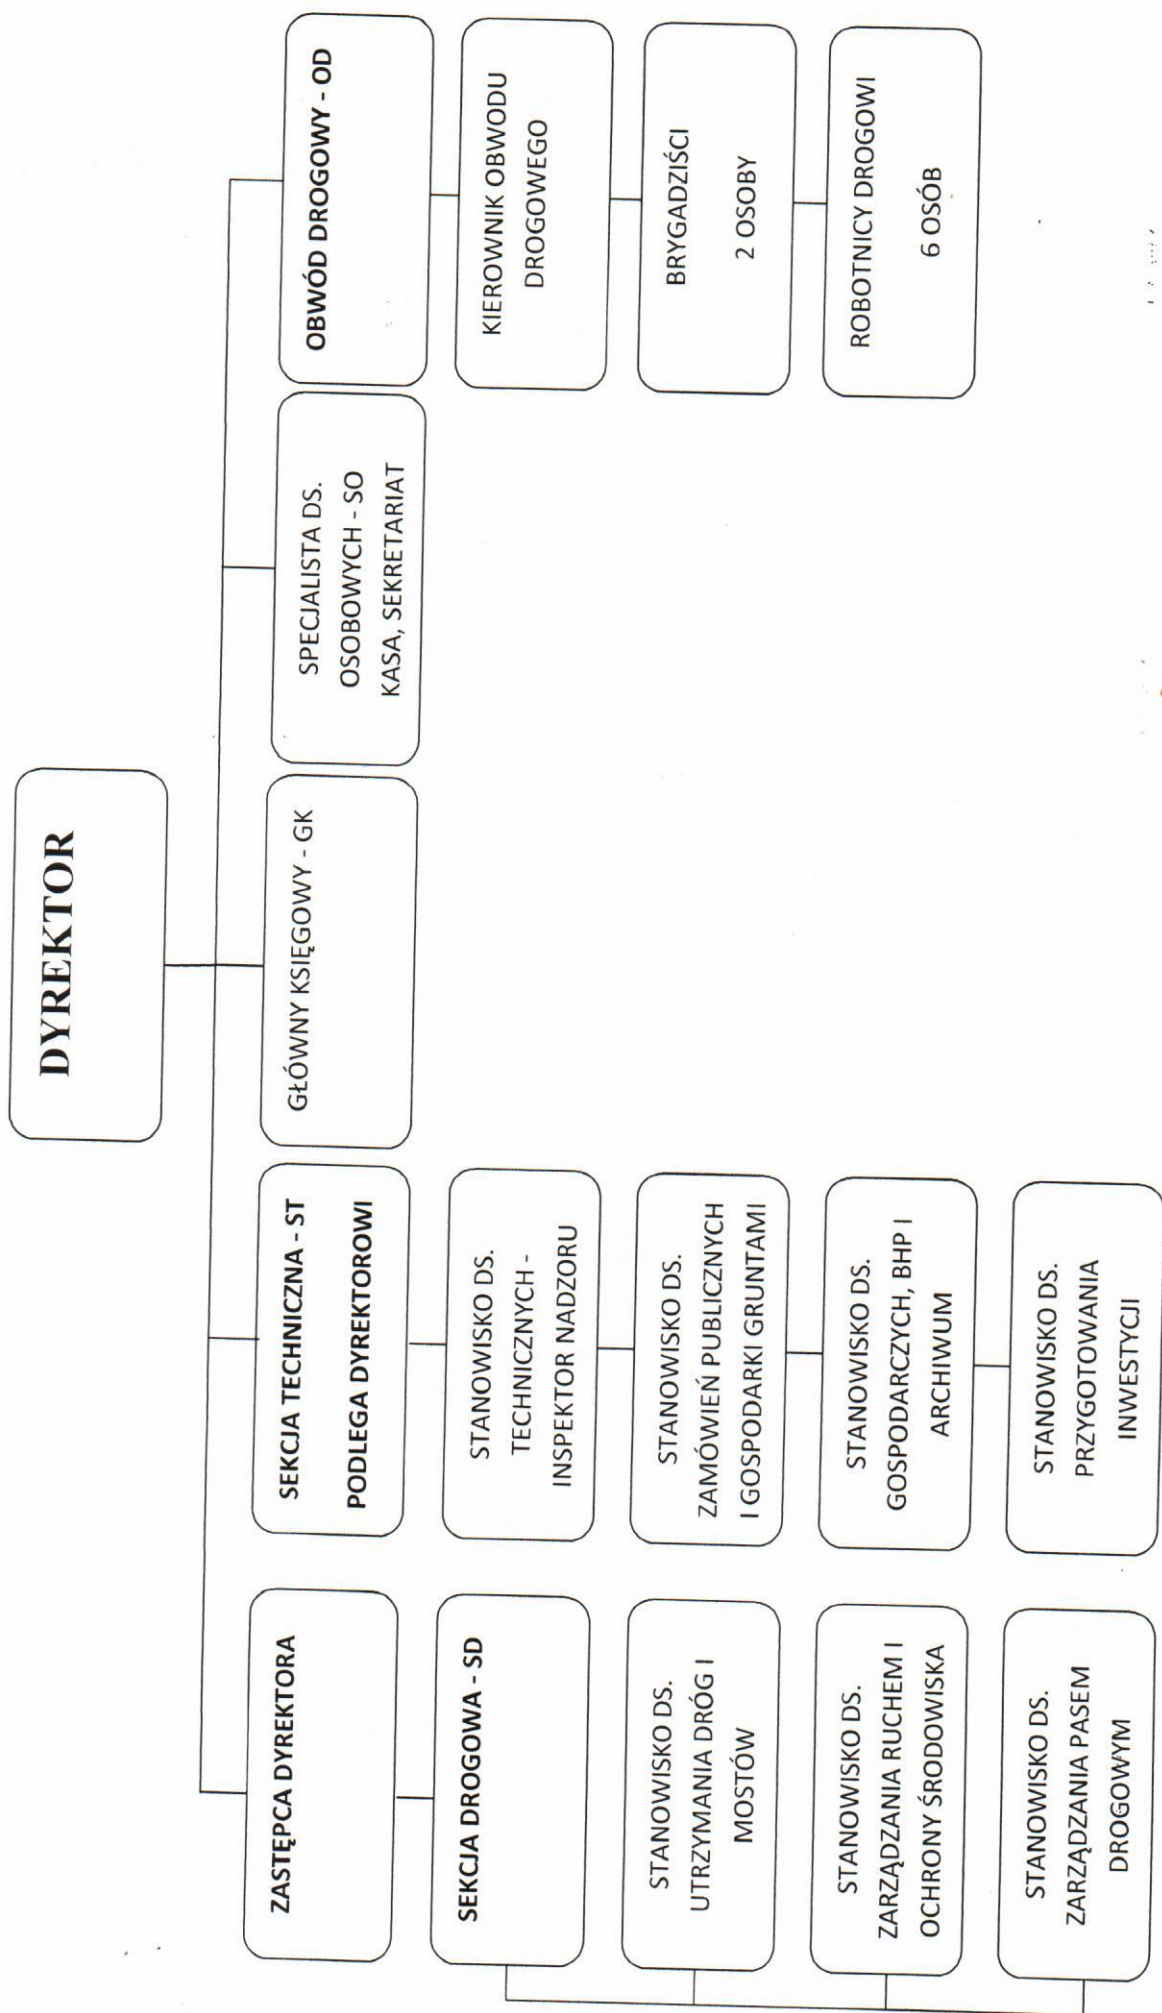 DYREKTOR
ZASTĘPCA DYREKTORA
SEKCJA DROGOWA - SD
STANOWISKO DS.
UTRZYMANIA DRÓG I
MOSTÓW
STANOWISKO DS.
ZARZĄDZANIA RUCHEM I
OCHRONY ŚRODOWISKA
STANOWISKO DS.
ZARZĄDZANIA PASEM
DROGOWYM
SEKCJA TECHNICZNA - ST
PODLEGA DYREKTOROWI
STANOWISKO DS.
TECHNICZNYCH -
INSPEKTOR NADZORU
STANOWISKO DS.
ZAMÓWIEŃ PUBLICZNYCH
I GOSPODARKI GRUNTAMI
STANOWISKO DS.
GOSPODARCZYCH, BHP I
ARCHIWUM
STANOWISKO DS.
PRZYGOTOWANIA
INWESTYCJI
GŁÓWNY KSIĘGOWY - GK
SPECJALISTA DS.
OSOBOWYCH - SO
KASA, SEKRETARIAT
OBWÓD DROGOWY - OD
KIEROWNIK OBWODU
DROGOWEGO
BRYGADZIŚCI
2 OSOBY
ROBOTNICY DROGOWI
6 OSÓB